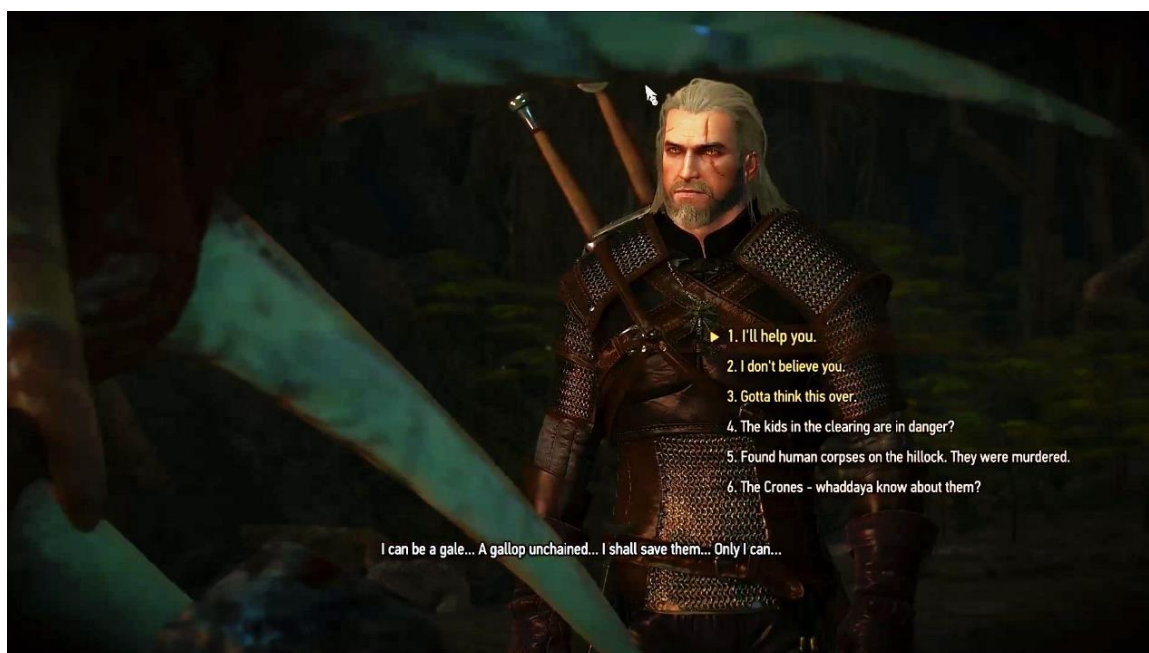 1. I'll help you.
2. I don't believe you.
3. Gotta think this over.
4. The kids in the clearing are in danger?
5. Found human corpses on the hillock. They were murdered.
6. The Crones - whaddaya know about them?
I can be a gale... A gallop unchained... I shall save them... Only I can...